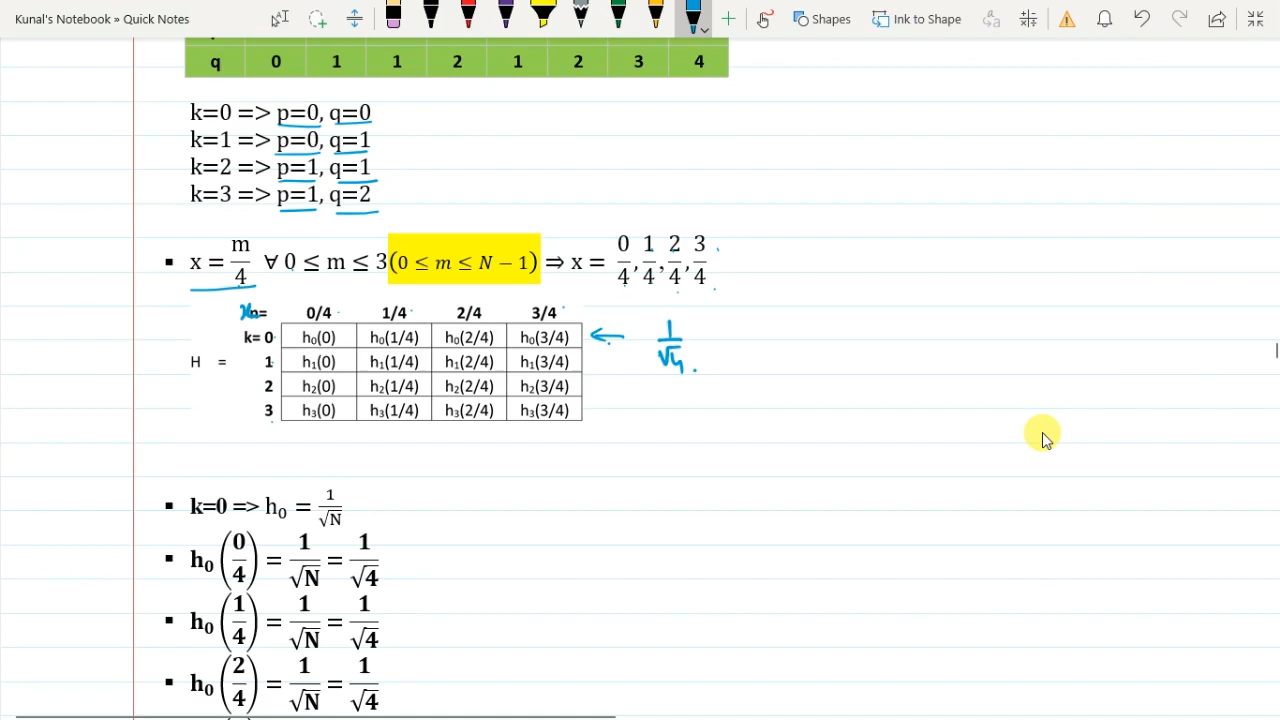 Kunal's Notebook » Quick Notes Shapes Ink to Shape
q 0 1 1 2 1 2 3 4
k=0 => p=0, q=0
k=1 => p=0, q=1
k=2 => p=1, q=1
k=3 => p=1, q=2
▪ x = m/4 ∀ 0 ≤ m ≤ 3(0 ≤ m ≤ N − 1) ⇒ x = 0/4, 1/4, 2/4, 3/4
x= 0/4 1/4 2/4 3/4
k= 0 h₀(0) h₀(1/4) h₀(2/4) h₀(3/4) ← 1/√4
H = 1 h₁(0) h₁(1/4) h₁(2/4) h₁(3/4)
2 h₂(0) h₂(1/4) h₂(2/4) h₂(3/4)
3 h₃(0) h₃(1/4) h₃(2/4) h₃(3/4)
▪ k=0 => h₀ = 1/√N
▪ h₀(0/4) = 1/√N = 1/√4
▪ h₀(1/4) = 1/√N = 1/√4
▪ h₀(2/4) = 1/√N = 1/√4